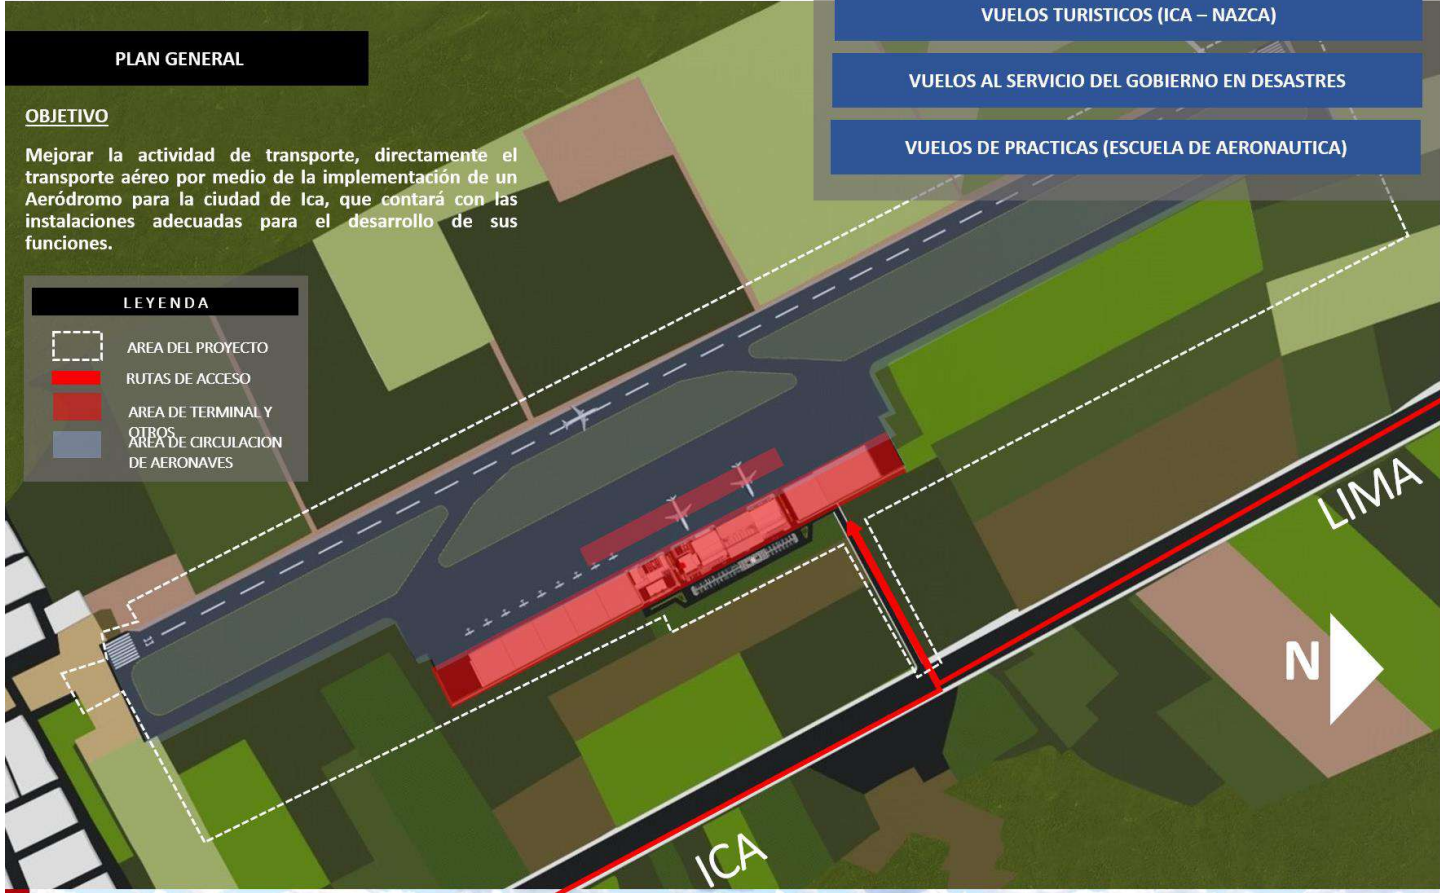 PLAN GENERAL
OBJETIVO
Mejorar la actividad de transporte, directamente el
transporte aéreo por medio de la implementación de un
Aeródromo para la ciudad de Ica, que contará con las
instalaciones adecuadas para el desarrollo de sus
funciones.
LEYENDA
AREA DEL PROYECTO
RUTAS DE ACCESO
AREA DE TERMINAL Y
OTROS
AREA DE CIRCULACION
DE AERONAVES
VUELOS TURISTICOS (ICA – NAZCA)
VUELOS AL SERVICIO DEL GOBIERNO EN DESASTRES
VUELOS DE PRACTICAS (ESCUELA DE AERONAUTICA)
LIMA
N
ICA